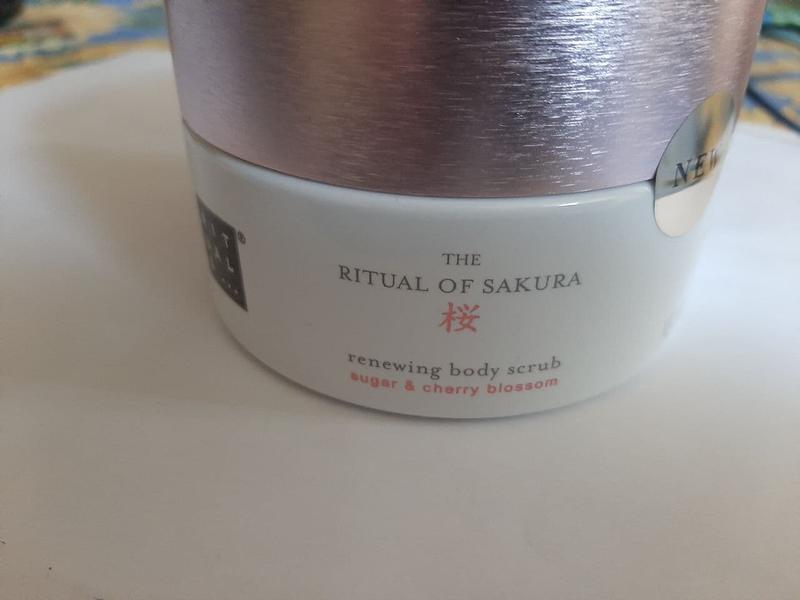 NEW
THE
RITUAL OF SAKURA
桜
renewing body scrub
sugar & cherry blossom